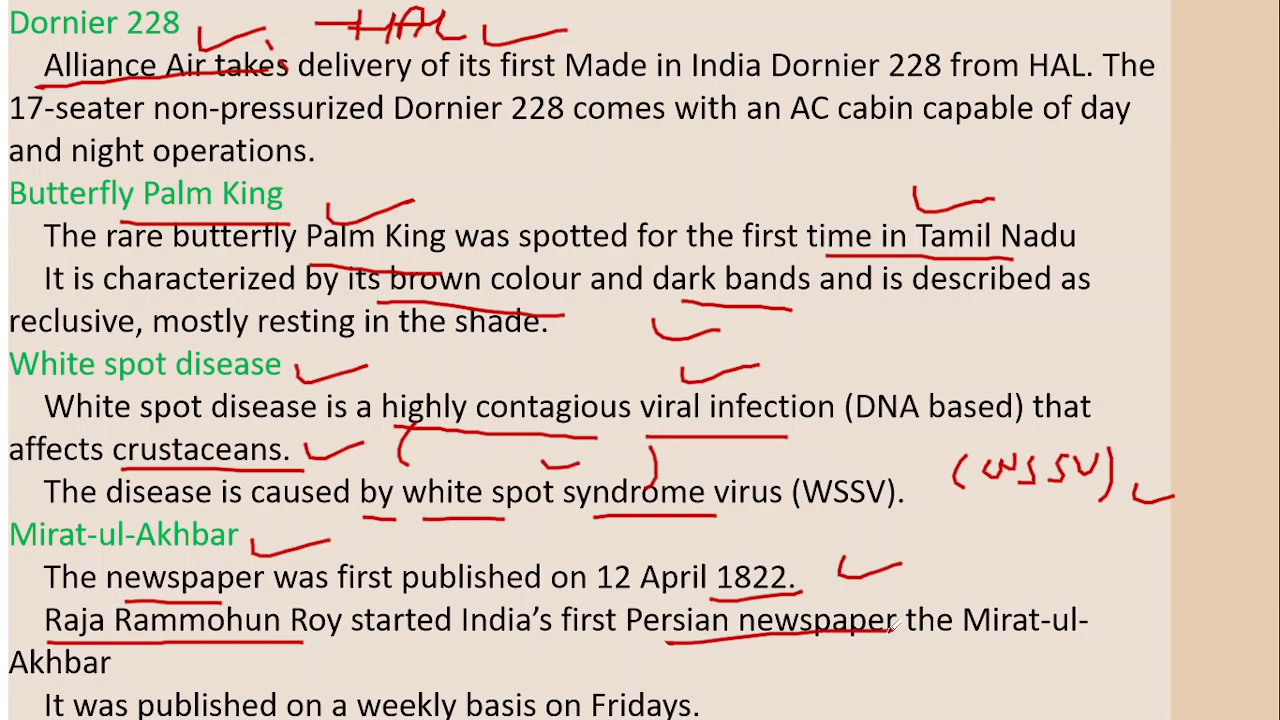 Dornier 228 HAL
Alliance Air takes delivery of its first Made in India Dornier 228 from HAL. The
17-seater non-pressurized Dornier 228 comes with an AC cabin capable of day
and night operations.
Butterfly Palm King
The rare butterfly Palm King was spotted for the first time in Tamil Nadu
It is characterized by its brown colour and dark bands and is described as
reclusive, mostly resting in the shade.
White spot disease
White spot disease is a highly contagious viral infection (DNA based) that
affects crustaceans.
The disease is caused by white spot syndrome virus (WSSV). (WSSV)
Mirat-ul-Akhbar
The newspaper was first published on 12 April 1822.
Raja Rammohun Roy started India’s first Persian newspaper the Mirat-ul-
Akhbar
It was published on a weekly basis on Fridays.